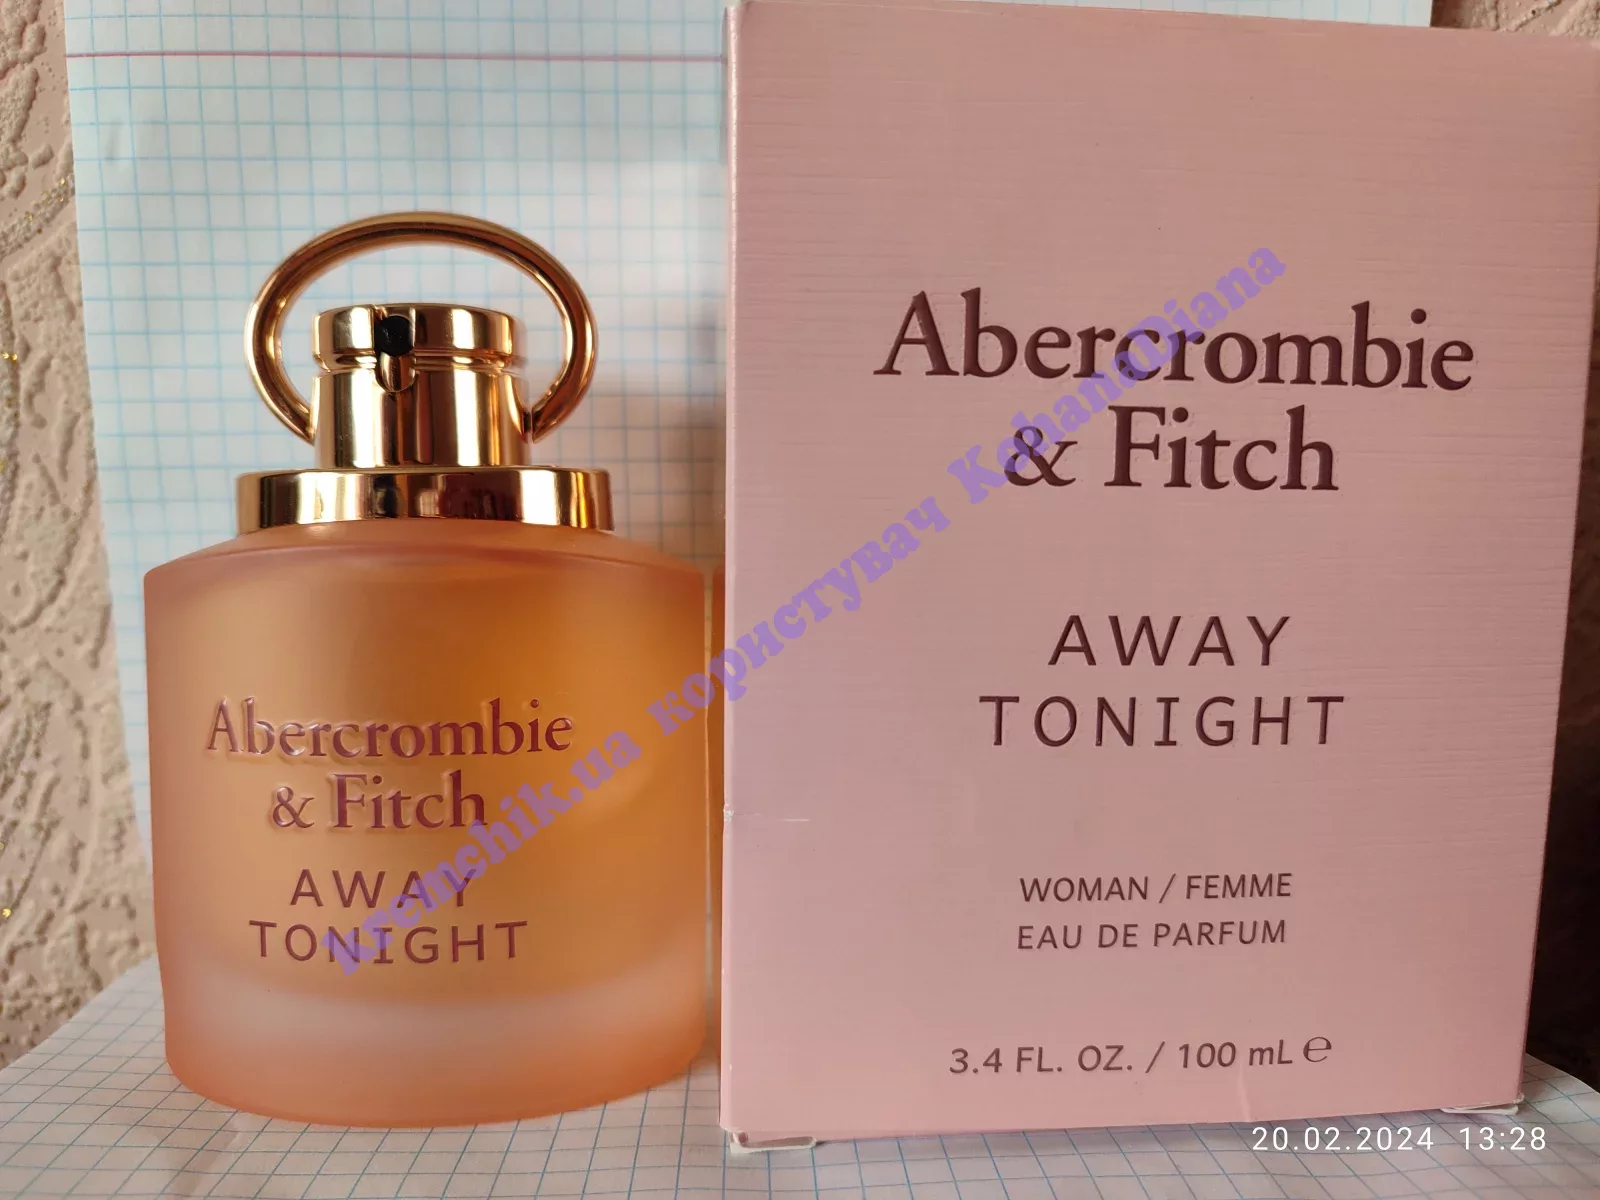 Abercrombie
& Fitch
AWAY
TONIGHT
Abercrombie
& Fitch
AWAY
TONIGHT
WOMAN / FEMME
EAU DE PARFUM
3.4 FL. OZ. / 100 mL ℮
kremchik.ua користувач KohanaDiana
20.02.2024 13:28